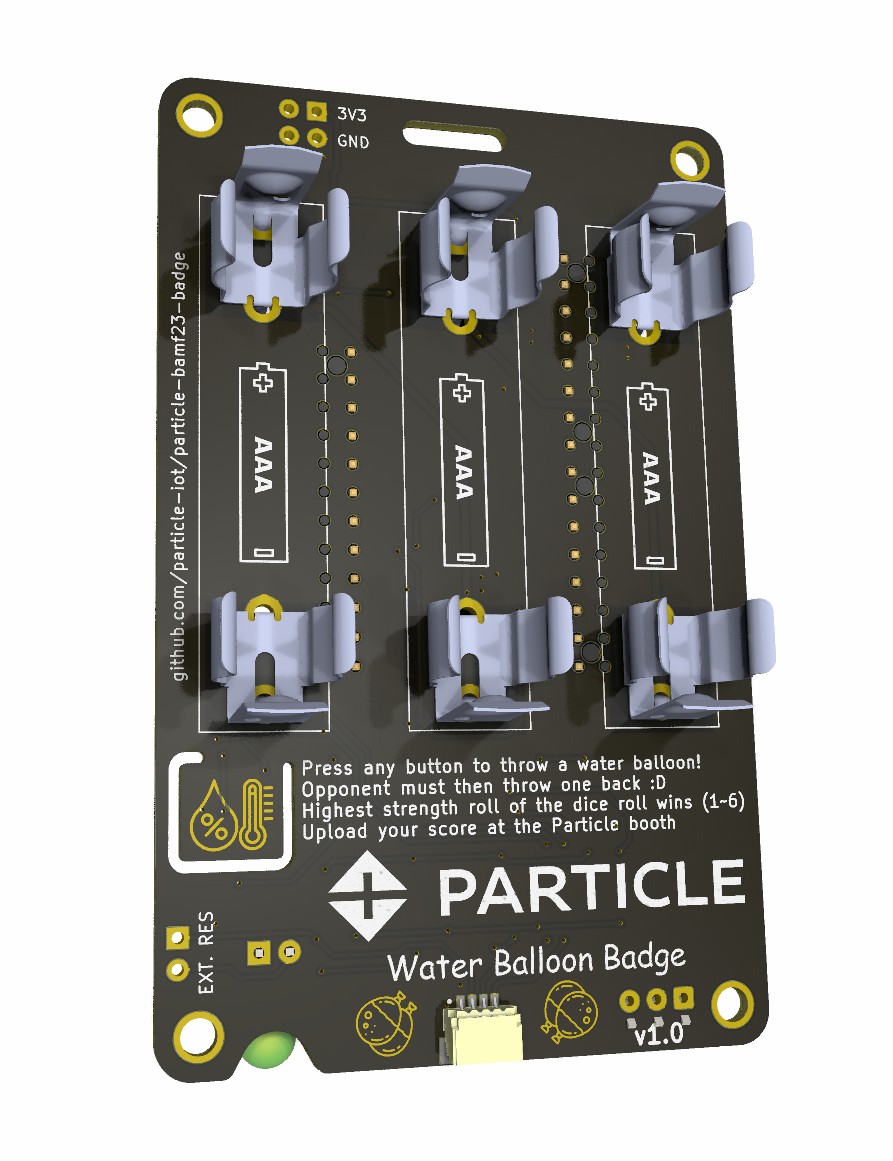 3V3
GND
github.com/particle-iot/particle-bamf23-badge
+
AAA
-
+
AAA
-
+
AAA
-
%
Press any button to throw a water balloon!
Opponent must then throw one back :D
Highest strength roll of the dice roll wins (1~6)
Upload your score at the Particle booth
PARTICLE
EXT. RES
Water Balloon Badge
v1.0